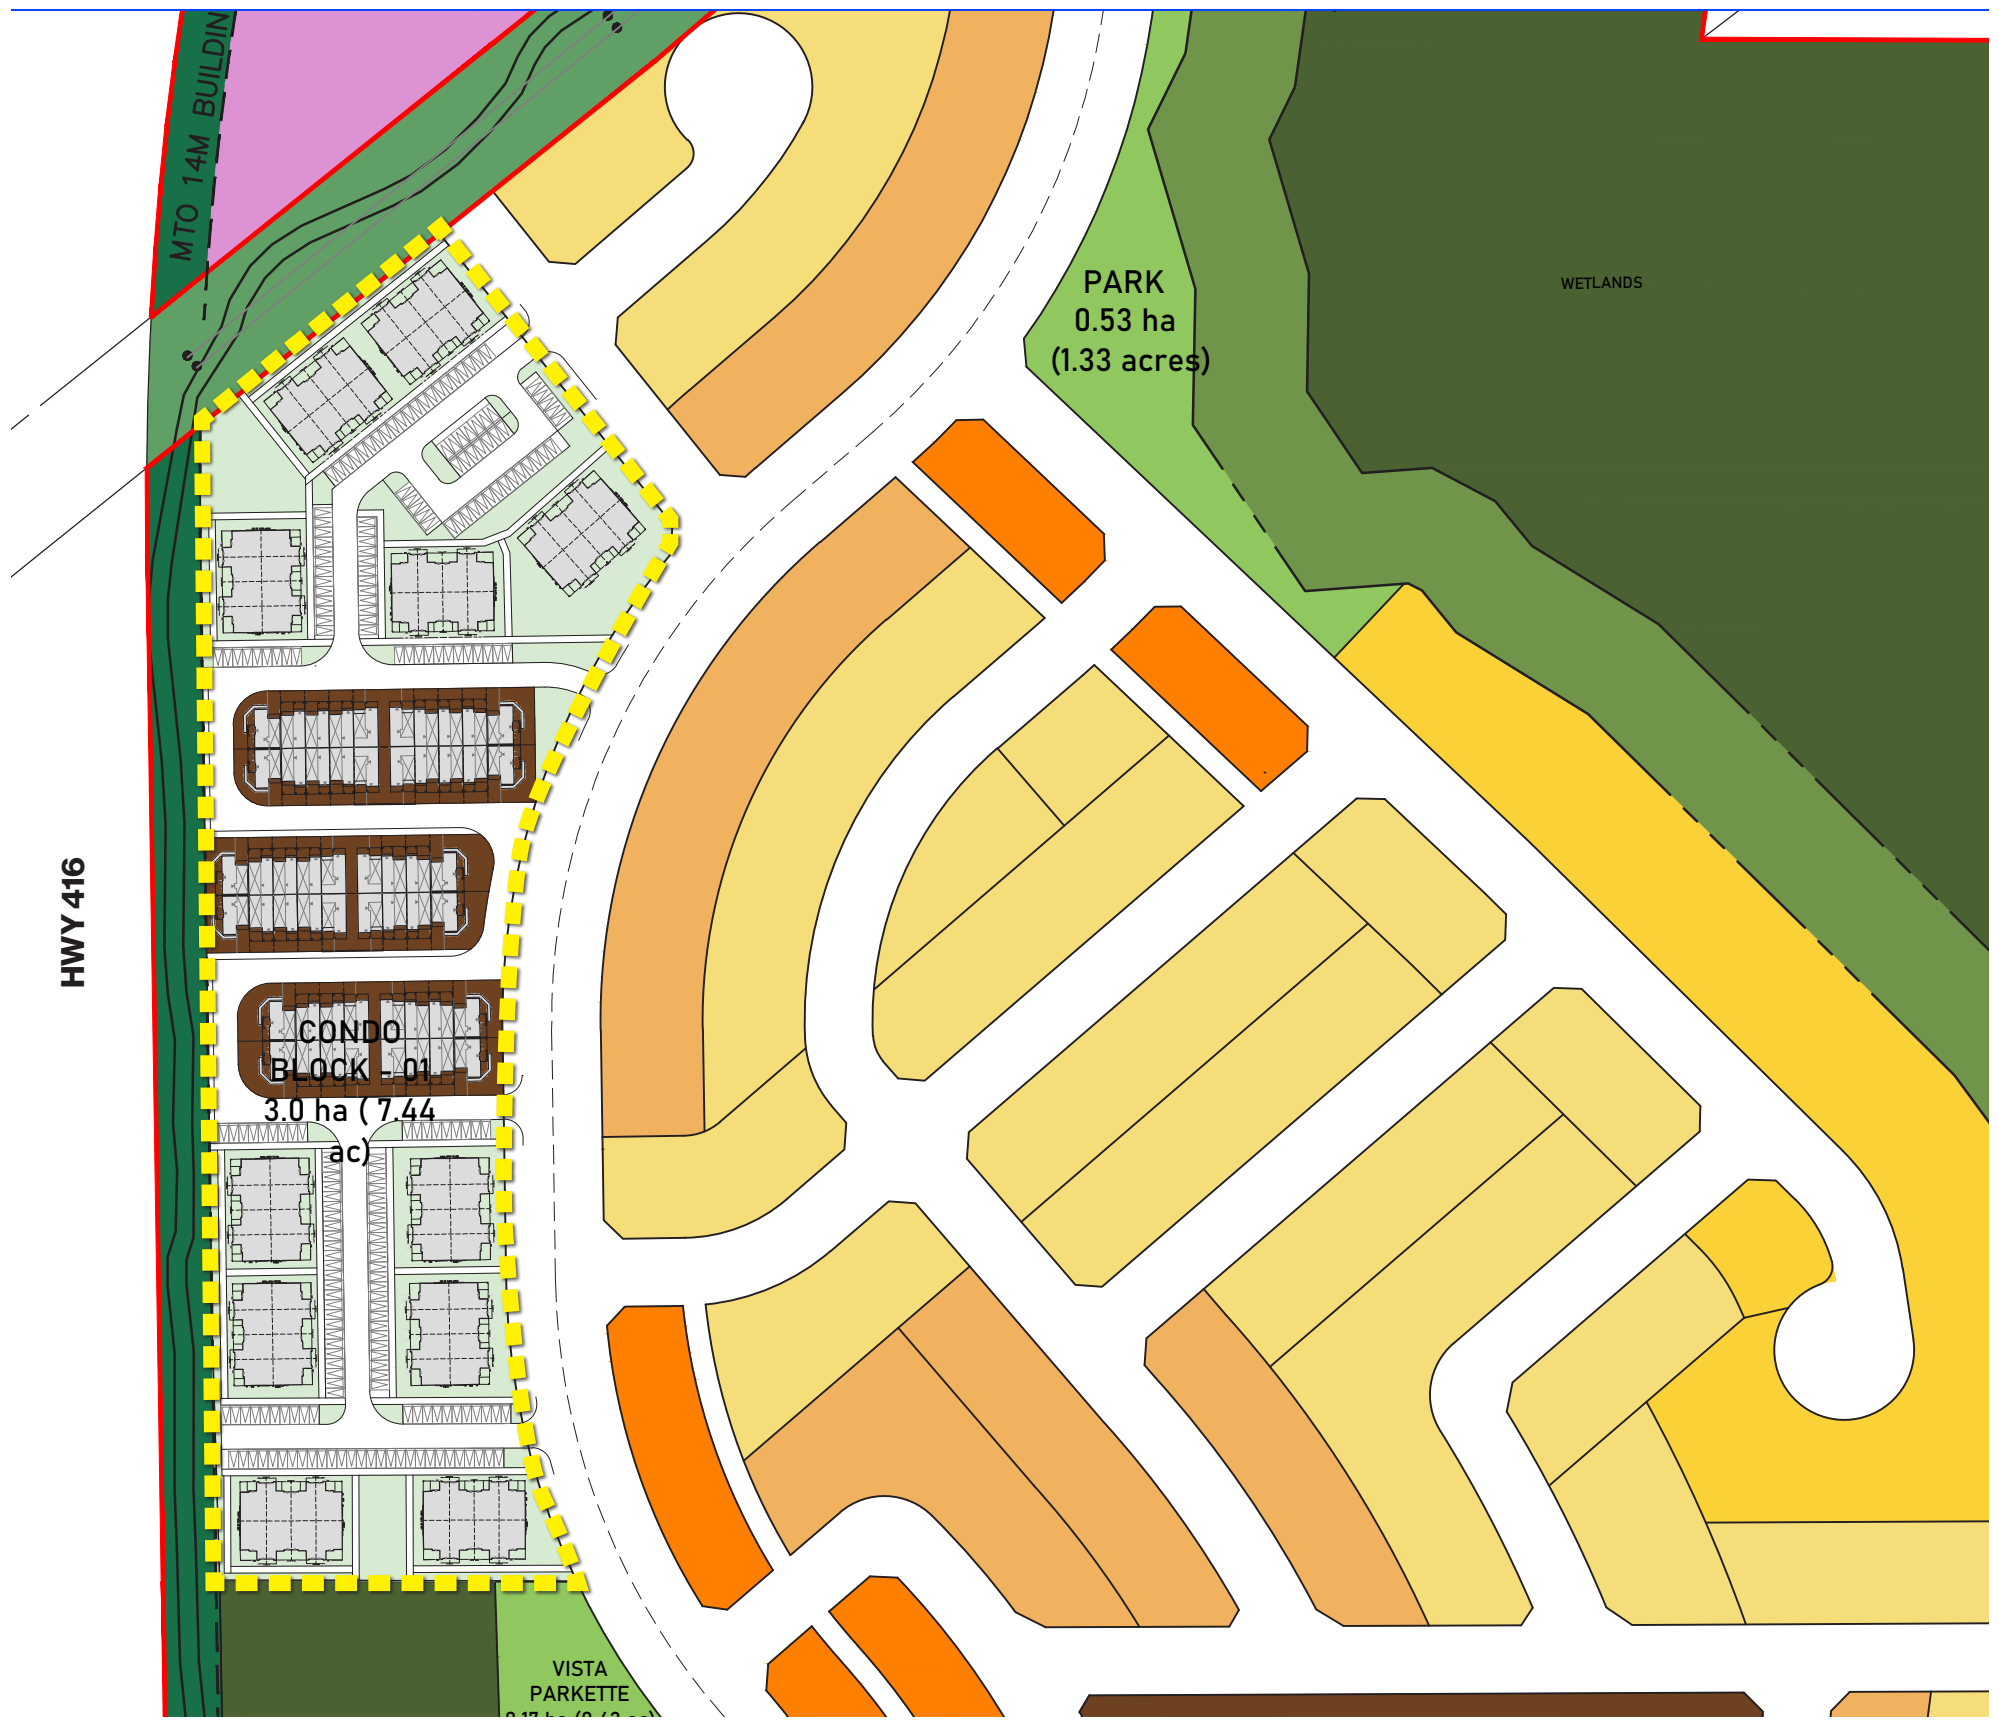 MTO 14M BUILDIN
PARK
0.53 ha
(1.33 acres)
WETLANDS
HWY 416
CONDO
BLOCK - 01
3.0 ha ( 7.44
ac)
VISTA
PARKETTE